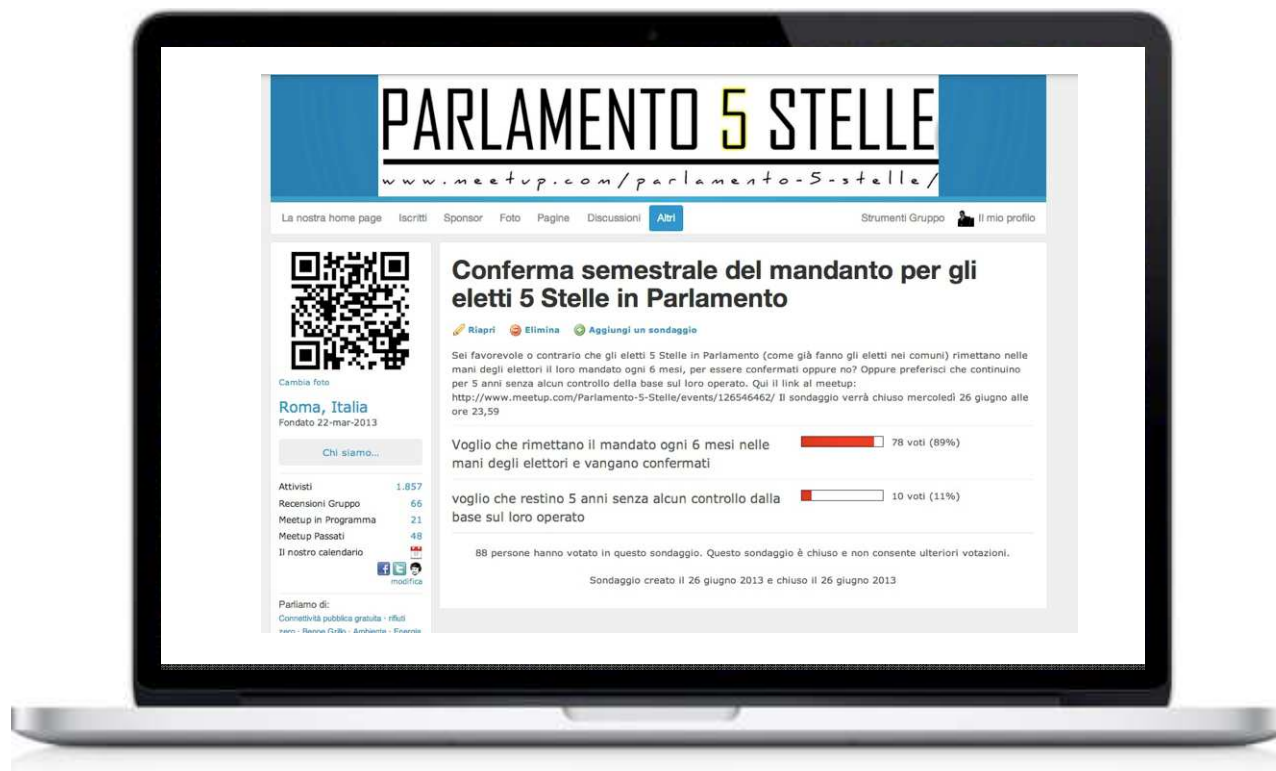 PARLAMENTO 5 STELLE
www.meetup.com/parlamento-5-stelle/
La nostra home page Iscritti Sponsor Foto Pagine Discussioni Altri Strumenti Gruppo Il mio profilo
Cambia foto
Roma, Italia
Fondato 22-mar-2013
Chi siamo...
Attivisti 1.857
Recensioni Gruppo 66
Meetup in Programma 21
Meetup Passati 48
Il nostro calendario
modifica
Parliamo di:
Connettività pubblica gratuita · rifiuti
zero · Beppe Grillo · Ambiente · Energia
Conferma semestrale del mandanto per gli
eletti 5 Stelle in Parlamento
Riapri Elimina Aggiungi un sondaggio
Sei favorevole o contrario che gli eletti 5 Stelle in Parlamento (come già fanno gli eletti nei comuni) rimettano nelle
mani degli elettori il loro mandato ogni 6 mesi, per essere confermati oppure no? Oppure preferisci che continuino
per 5 anni senza alcun controllo della base sul loro operato. Qui il link al meetup:
http://www.meetup.com/Parlamento-5-Stelle/events/126546462/ Il sondaggio verrà chiuso mercoledì 26 giugno alle
ore 23,59
Voglio che rimettano il mandato ogni 6 mesi nelle
mani degli elettori e vangano confermati
78 voti (89%)
voglio che restino 5 anni senza alcun controllo dalla
base sul loro operato
10 voti (11%)
88 persone hanno votato in questo sondaggio. Questo sondaggio è chiuso e non consente ulteriori votazioni.
Sondaggio creato il 26 giugno 2013 e chiuso il 26 giugno 2013